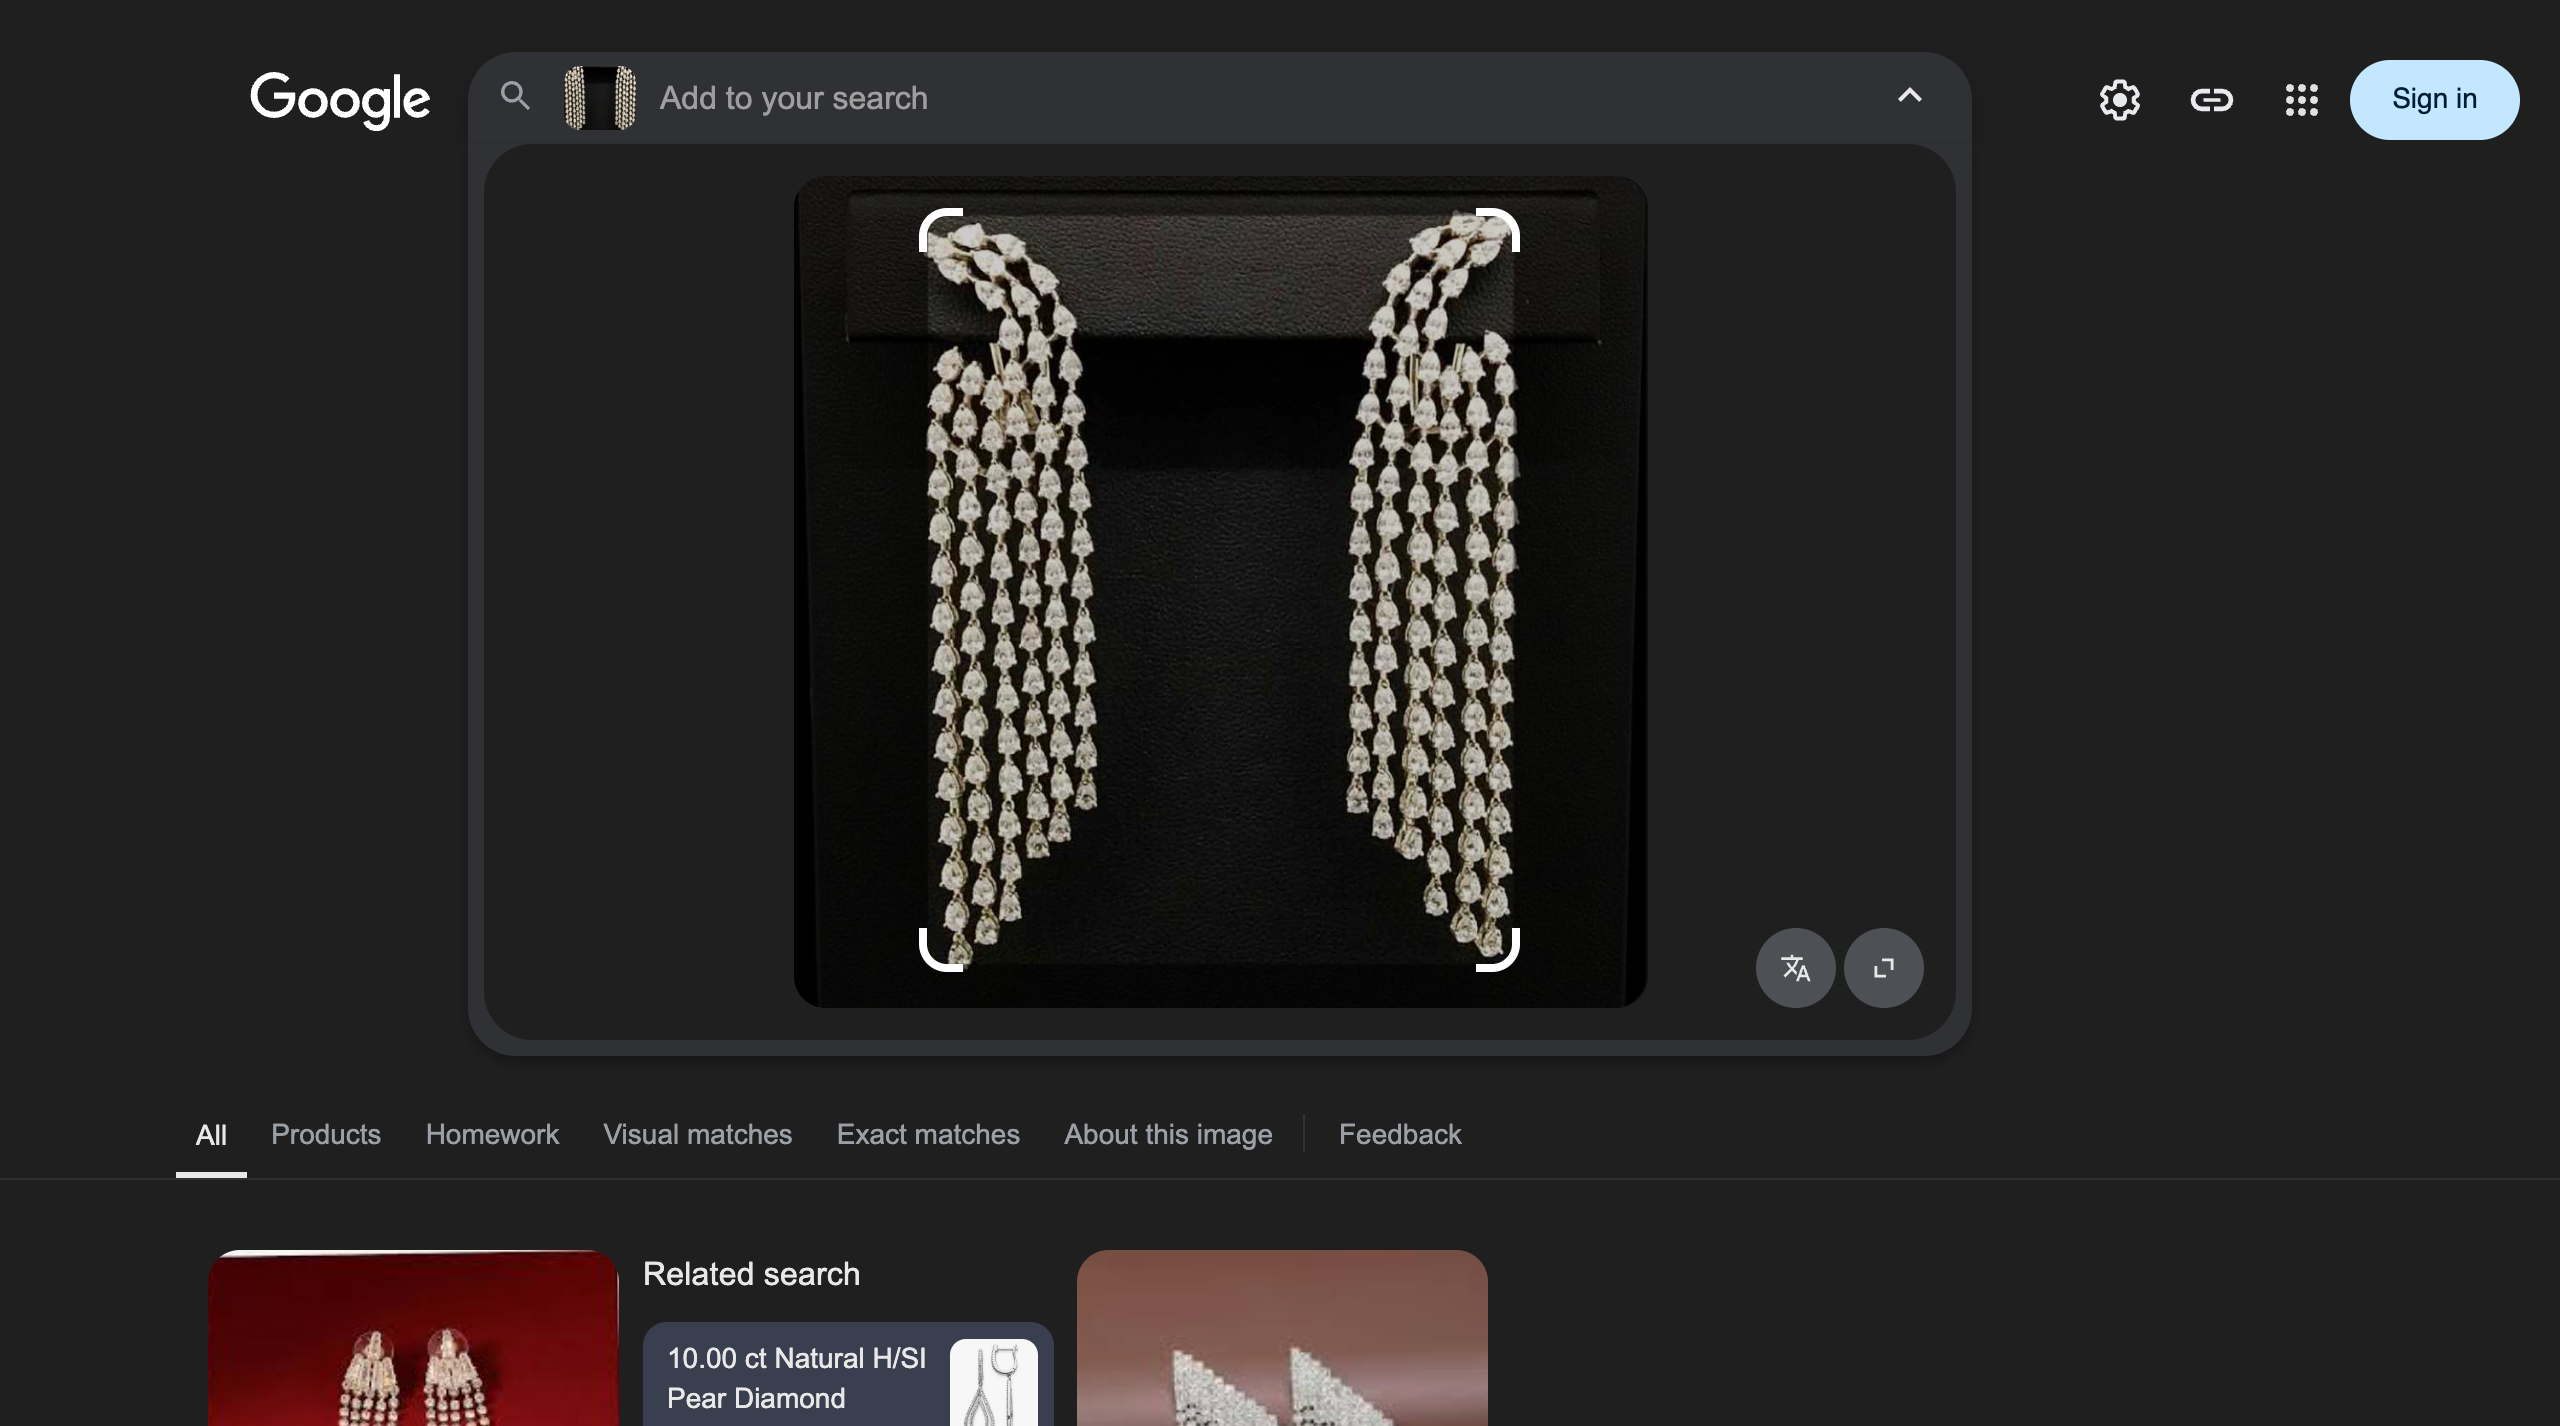 Google
Add to your search
Sign in
All
Products
Homework
Visual matches
Exact matches
About this image
Feedback
Related search
10.00 ct Natural H/SI
Pear Diamond